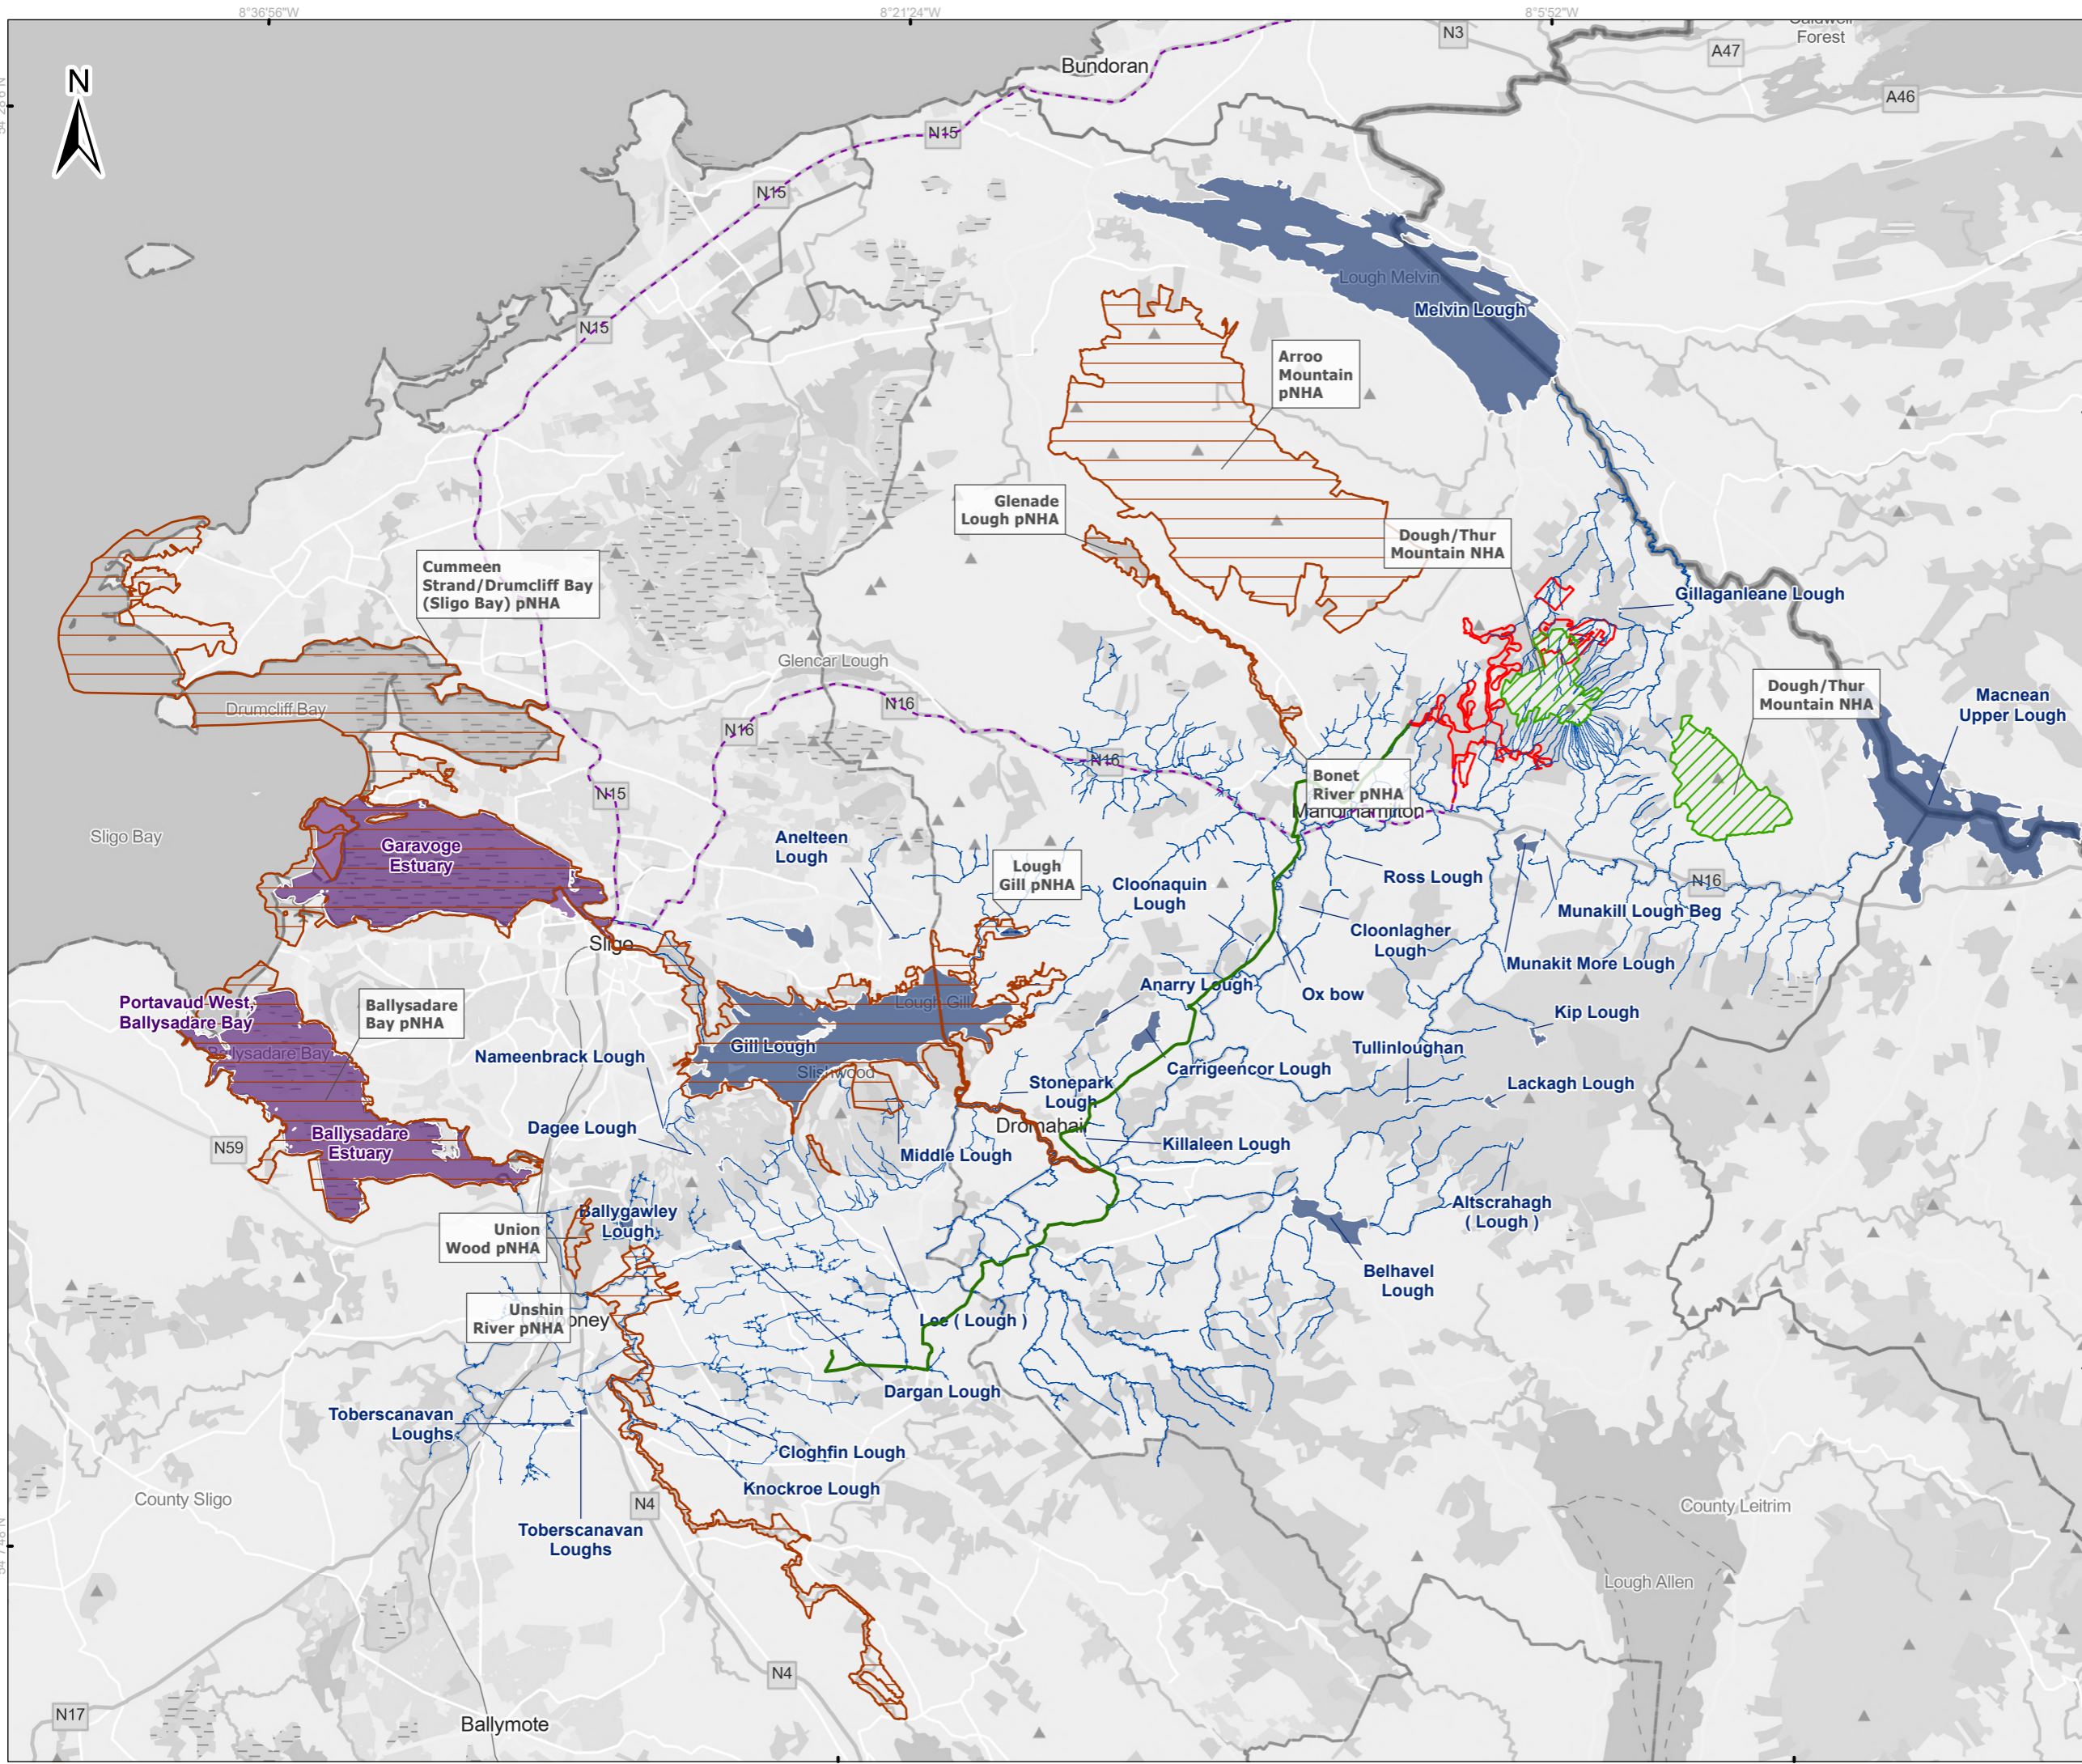 8°36'56"W
8°21'24"W
8°5'52"W
N
Bundoran
N3
A47
Forest
A46
N15
N15
N15
Lough Melvin
Melvin Lough
Arroo
Mountain
pNHA
Glenade
Lough pNHA
Dough/Thur
Mountain NHA
Cummeen
Strand/Drumcliff Bay
(Sligo Bay) pNHA
Gillaganleane Lough
Glencar Lough
Dough/Thur
Mountain NHA
Macnean
Upper Lough
Drumcliff Bay
N16
N16
N16
N15
Bonet
River pNHA
Manorhamilton
Sligo Bay
Garavoge
Estuary
Anelteen
Lough
Lough
Gill pNHA
Cloonaquin
Lough
Ross Lough
N16
Munakill Lough Beg
Cloonlagher
Lough
Sligo
Munakit More Lough
Portavaud West
Ballysadare Bay
Ballysadare
Bay pNHA
Anarry Lough
Ox bow
Lough Gill
Kip Lough
Ballysadare Bay
Nameenbrack Lough
Gill Lough
Slishwood
Tullinloughan
Carrigeencor Lough
Stonepark
Lough
Lackagh Lough
Dagee Lough
Dromahair
Ballysadare
Estuary
N59
Middle Lough
Killaleen Lough
Altscrahagh
( Lough )
Ballygawley
Lough
Union
Wood pNHA
Belhavel
Lough
Unshin
River pNHA
Lee ( Lough )
Dargan Lough
Toberscanavan
Loughs
Cloghfin Lough
Knockroe Lough
County Sligo
N4
County Leitrim
Toberscanavan
Loughs
Lough Allen
N4
N17
Ballymote